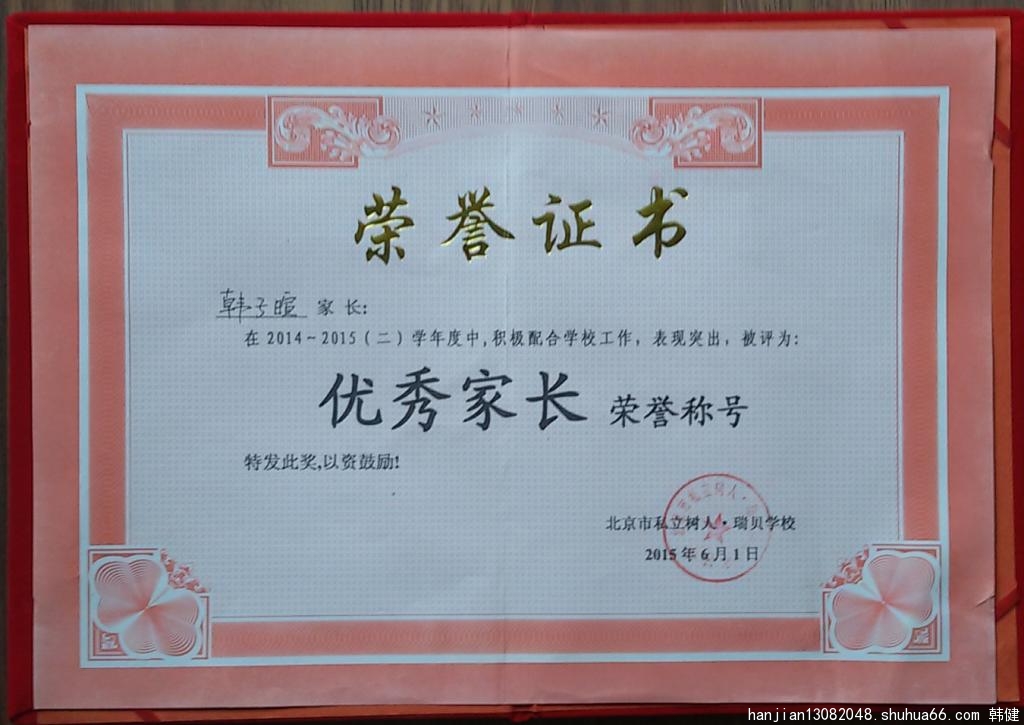 荣誉证书
韩子暄 家长:
在2014~2015(二)学年度中,积极配合学校工作,表现突出,被评为:
优秀家长 荣誉称号
特发此奖,以资鼓励!
北京市私立树人·瑞贝学校
2015年6月1日
hanjian13082048.shuhua66.com 韩健